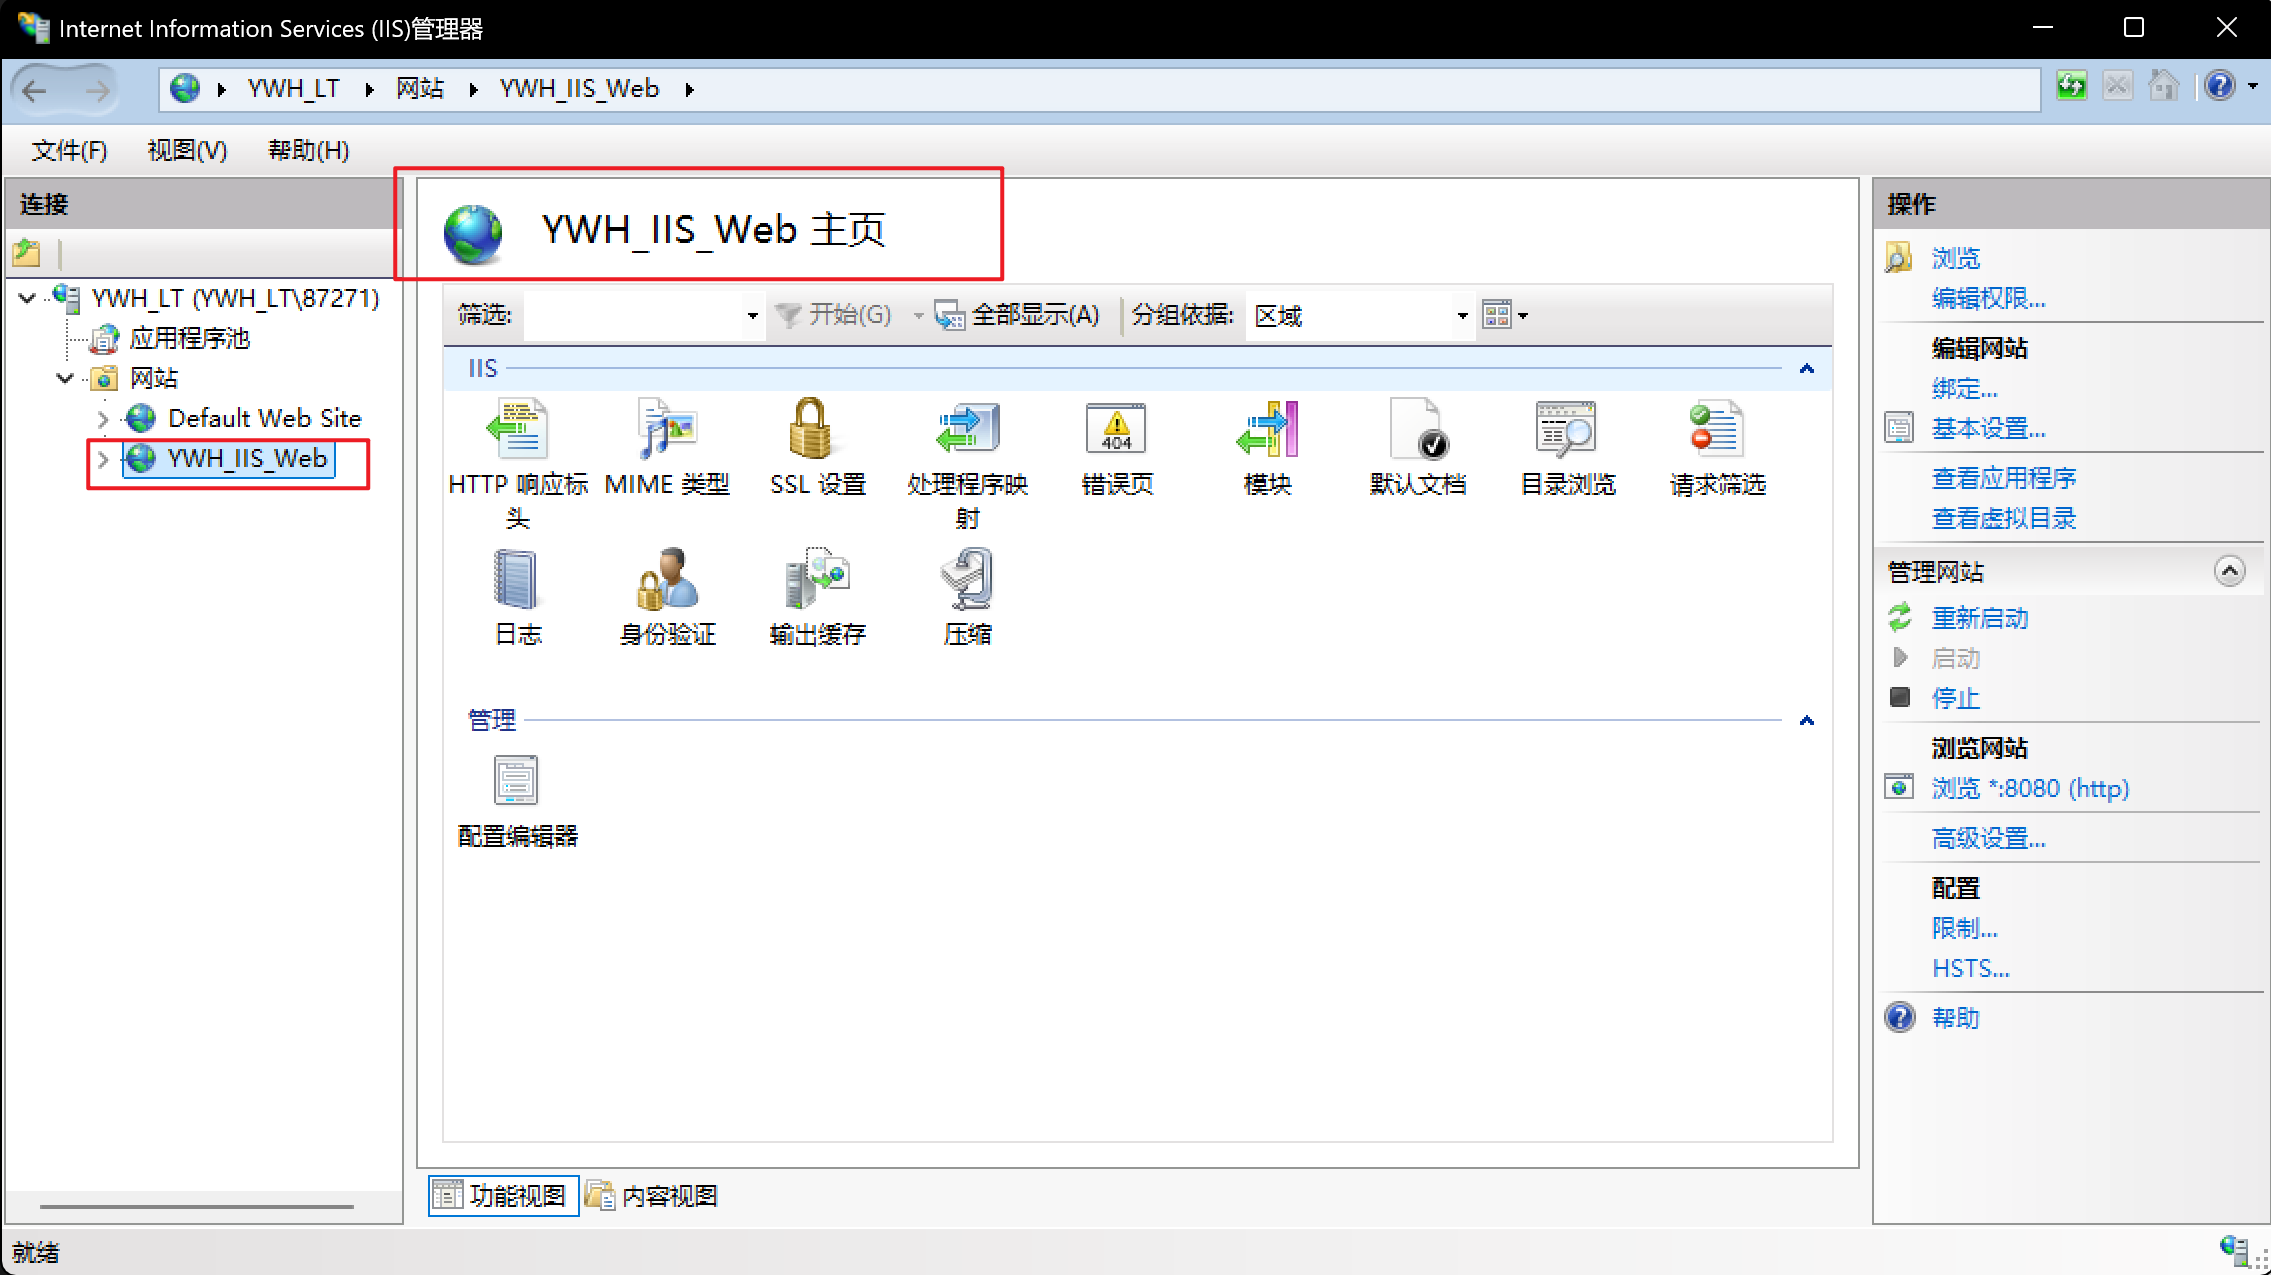 Internet Information Services (IIS)管理器
YWH_LT 网站 YWH_IIS_Web
文件(F) 视图(V) 帮助(H)
连接
YWH_LT (YWH_LT\87271)
应用程序池
网站
Default Web Site
YWH_IIS_Web
YWH_IIS_Web 主页
筛选: 开始(G) 全部显示(A) 分组依据: 区域
IIS
HTTP 响应标头
MIME 类型
SSL 设置
处理程序映射
404
错误页
模块
默认文档
目录浏览
请求筛选
日志
身份验证
输出缓存
压缩
管理
配置编辑器
功能视图 内容视图
操作
浏览
编辑权限...
编辑网站
绑定...
基本设置...
查看应用程序
查看虚拟目录
管理网站
重新启动
启动
停止
浏览网站
浏览 *:8080 (http)
高级设置...
配置
限制...
HSTS...
帮助
就绪